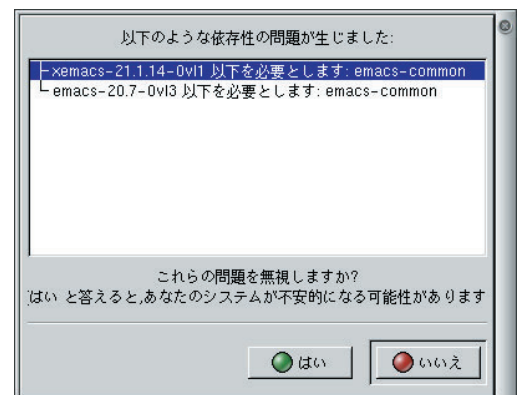 以下のような依存性の問題が生じました:
xemacs-21.1.14-0vl1 以下を必要とします: emacs-common
emacs-20.7-0vl3 以下を必要とします: emacs-common
これらの問題を無視しますか?
はい と答えると,あなたのシステムが不安的になる可能性があります
はい
いいえ